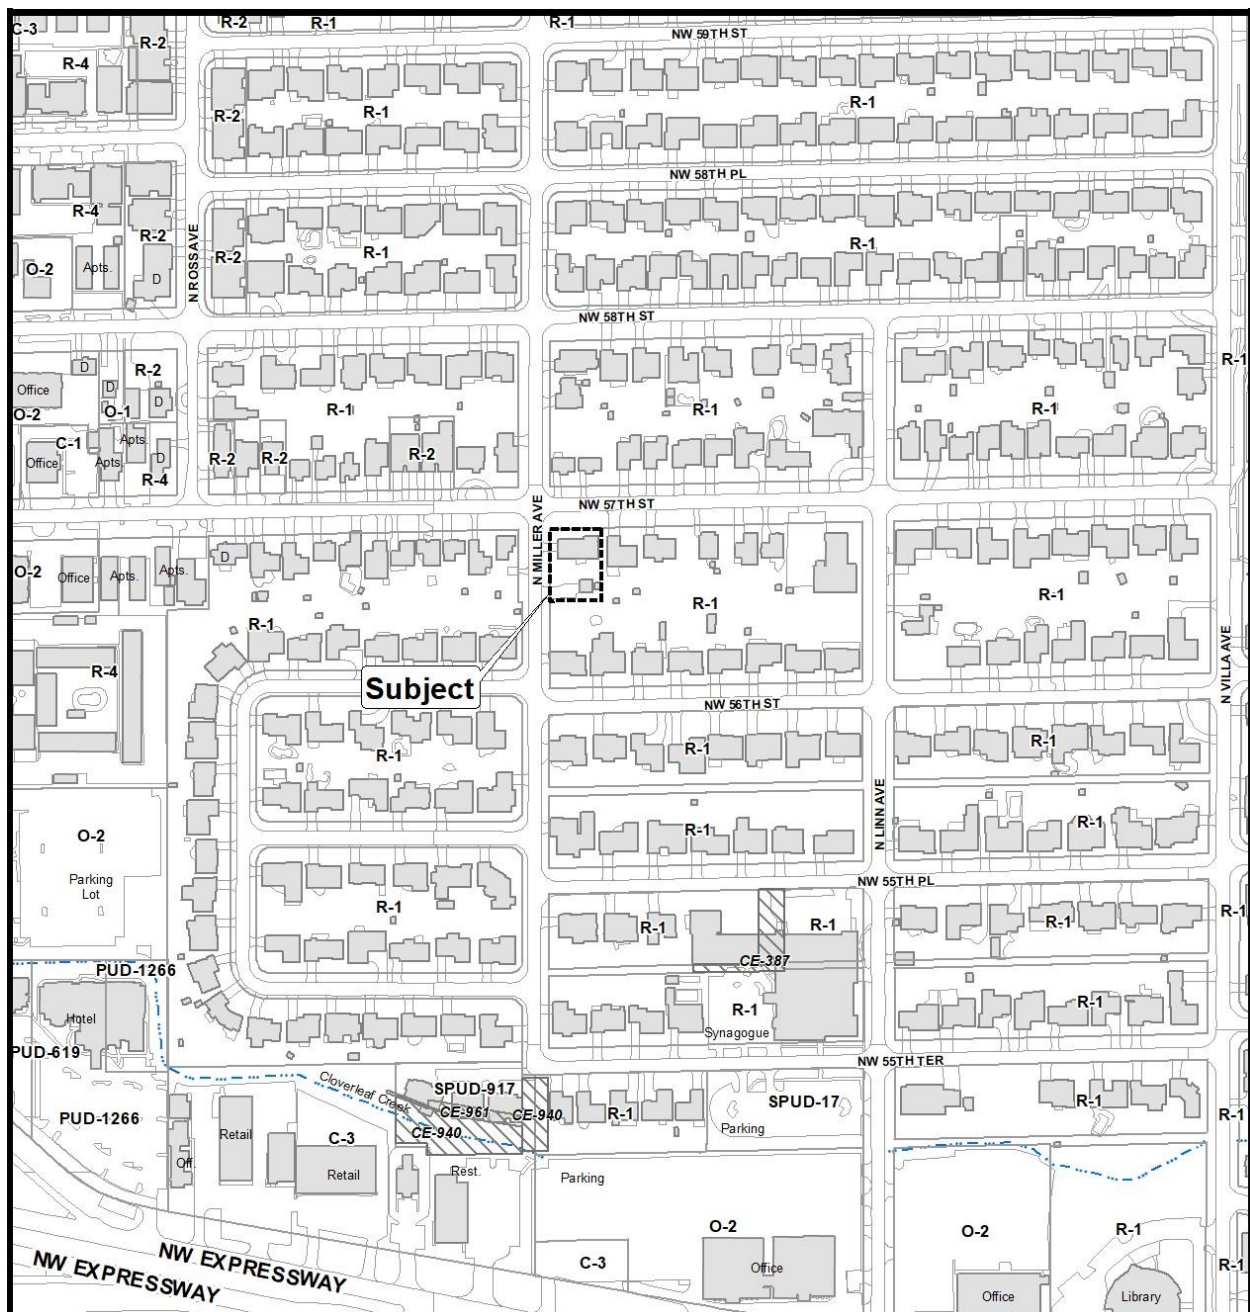 C-3
R-2
R-1
R-1
NW 59TH ST
R-2
R-4
R-2
R-1
R-1
NW 58TH PL
R-4
R-2
N ROSS AVE
R-2
R-1
R-1
O-2
Apts.
D
NW 58TH ST
D
R-2
R-1
Office
D
D
O-2
O-1
R-1
R-1
R-1
C-1
Apts.
Office
Apts.
D
R-4
R-2
R-2
R-2
N MILLER AVE
NW 57TH ST
O-2
Office
Apts.
Apts.
D
R-1
R-1
R-1
R-4
Subject
N VILLA AVE
NW 56TH ST
R-1
R-1
R-1
O-2
Parking
Lot
R-1
R-1
N LINN AVE
NW 55TH PL
R-1
R-1
R-1
R-1
R-1
CE-387
PUD-1266
Hotel
R-1
Synagogue
R-1
PUD-619
NW 55TH TER
Cloverleaf Creek
SPUD-917
CE-961
CE-940
CE-940
R-1
SPUD-17
Parking
R-1
R-1
PUD-1266
Retail
C-3
Off.
Retail
Rest.
Parking
O-2
O-2
R-1
NW EXPRESSWAY
NW EXPRESSWAY
C-3
Office
R-1
Office
Library